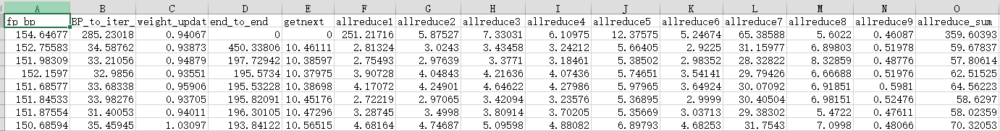 A B C D E F G H I J K L M N O
fp_bp BP_to_iter_ weight_updat end_to_end getnext allreduce1 allreduce2 allreduce3 allreduce4 allreduce5 allreduce6 allreduce7 allreduce8 allreduce9 allreduce_sum
154.64677 285.23018 0.94067 0 0 251.21716 5.87527 7.33031 6.10975 12.37575 5.24674 65.38588 5.6022 0.46087 359.60393
152.75583 34.58762 0.93873 450.33806 10.46111 2.81324 3.0243 3.43458 3.24212 5.66405 2.9225 31.15977 6.89803 0.51978 59.67837
151.98309 33.21056 0.94879 197.72942 10.38597 2.75493 2.97639 3.3771 3.18461 5.38502 2.98352 28.32822 8.32859 0.48776 57.80614
152.1597 32.9856 0.93551 195.5734 10.37975 3.90728 4.04843 4.21636 4.07436 5.74651 3.54141 29.79426 6.66688 0.51976 62.51525
151.68577 33.68338 0.95906 195.53228 10.38698 4.17072 4.24901 4.64622 4.27986 5.97965 3.64924 30.07092 6.91851 0.5981 64.56223
151.84533 33.98276 0.93705 195.82091 10.45176 2.72219 2.97065 3.42094 3.23576 5.36895 2.9999 30.40504 6.98151 0.52476 58.6297
151.87554 31.40053 0.94011 196.30105 10.47296 3.28745 3.4998 3.80914 3.70205 5.35669 3.03713 29.38302 5.4722 0.47611 58.02359
150.68594 35.45945 1.03097 193.84122 10.56515 4.68164 4.74687 5.09598 4.88082 6.89793 4.68253 31.7543 7.0998 0.48066 70.32053